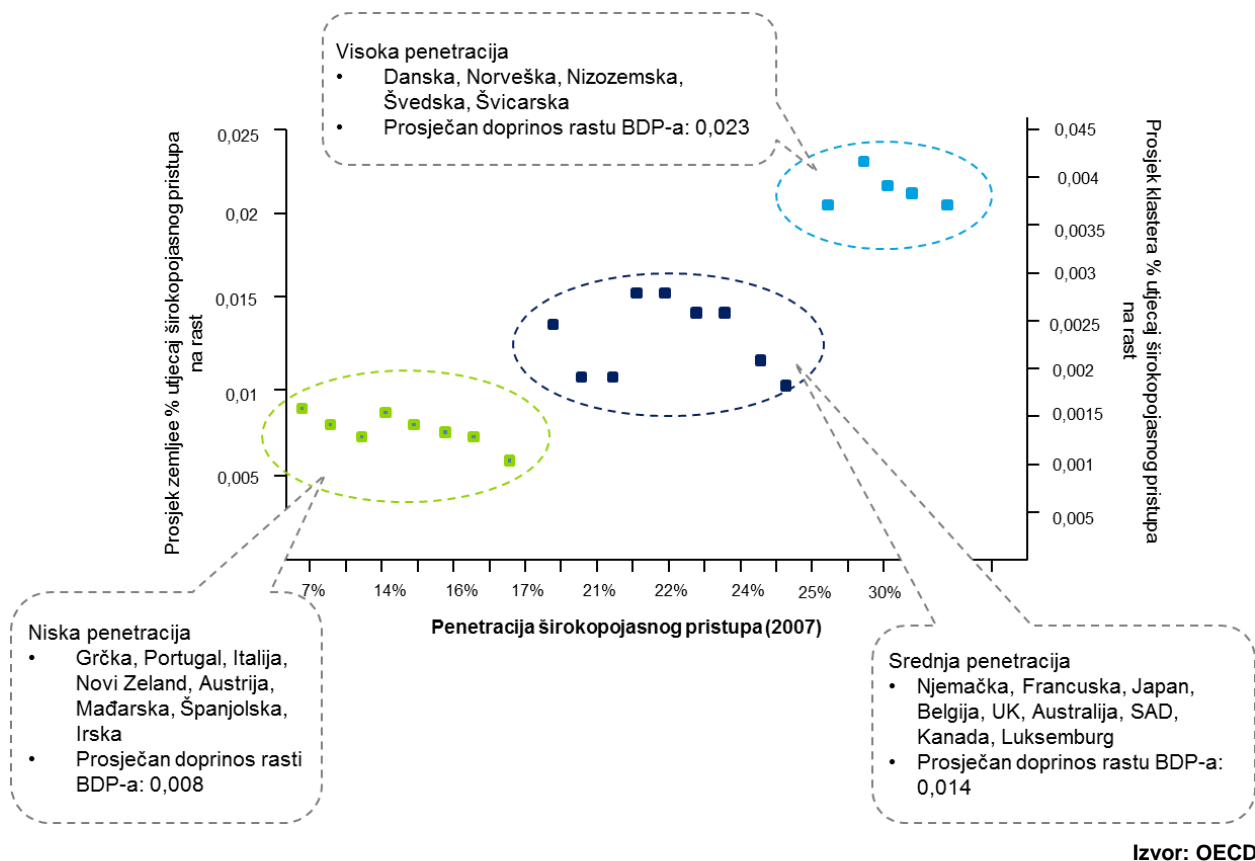 Visoka penetracija
• Danska, Norveška, Nizozemska,
Švedska, Švicarska
• Prosječan doprinos rastu BDP-a: 0,023
Prosjek zemljee % utjecaj širokopojasnog pristupa
na rast
0,025
0,02
0,015
0,01
0,005
0,045
0,004
0,0035
0,003
0,0025
0,002
0,0015
0,001
0,005
Prosjek klastera % utjecaj širokopojasnog pristupa
na rast
7% 14% 16% 17% 21% 22% 24% 25% 30%
Penetracija širokopojasnog pristupa (2007)
Niska penetracija
• Grčka, Portugal, Italija,
Novi Zeland, Austrija,
Mađarska, Španjolska,
Irska
• Prosječan doprinos rasti
BDP-a: 0,008
Srednja penetracija
• Njemačka, Francuska, Japan,
Belgija, UK, Australija, SAD,
Kanada, Luksemburg
• Prosječan doprinos rastu BDP-a:
0,014
Izvor: OECD